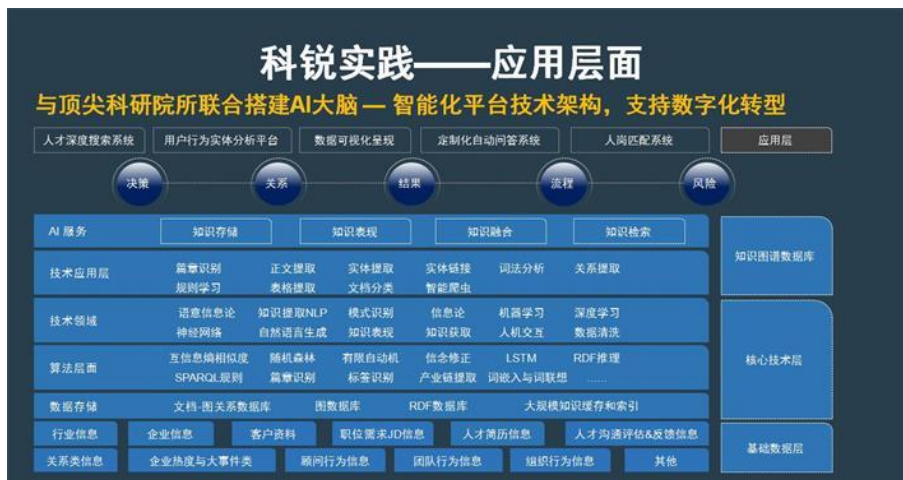 科锐实践——应用层面
与顶尖科研院所联合搭建AI大脑 — 智能化平台技术架构，支持数字化转型
人才深度搜索系统 用户行为实体分析平台 数据可视化呈现 定制化自动问答系统 人岗匹配系统 应用层
决策 关系 结果 流程 风险
AI 服务 知识存储 知识表现 知识融合 知识检索
知识图谱数据库
技术应用层
篇章识别 正文提取 实体提取 实体链接 词法分析 关系提取
规则学习 表格提取 文档分类 智能爬虫
技术领域
语意信息论 知识提取NLP 模式识别 信息论 机器学习 深度学习
神经网络 自然语言生成 知识表现 知识获取 人机交互 数据清洗
算法层面
互信息熵相似度 随机森林 有限自动机 信念修正 LSTM RDF推理
SPARQL规则 篇章识别 标签识别 产业链提取 词嵌入与词联想 ......
核心技术层
数据存储 文档-图关系数据库 图数据库 RDF数据库 大规模知识缓存和索引
行业信息 企业信息 客户资料 职位需求JD信息 人才简历信息 人才沟通评估&反馈信息
基础数据层
关系类信息 企业热度与大事件类 顾问行为信息 团队行为信息 组织行为信息 其他